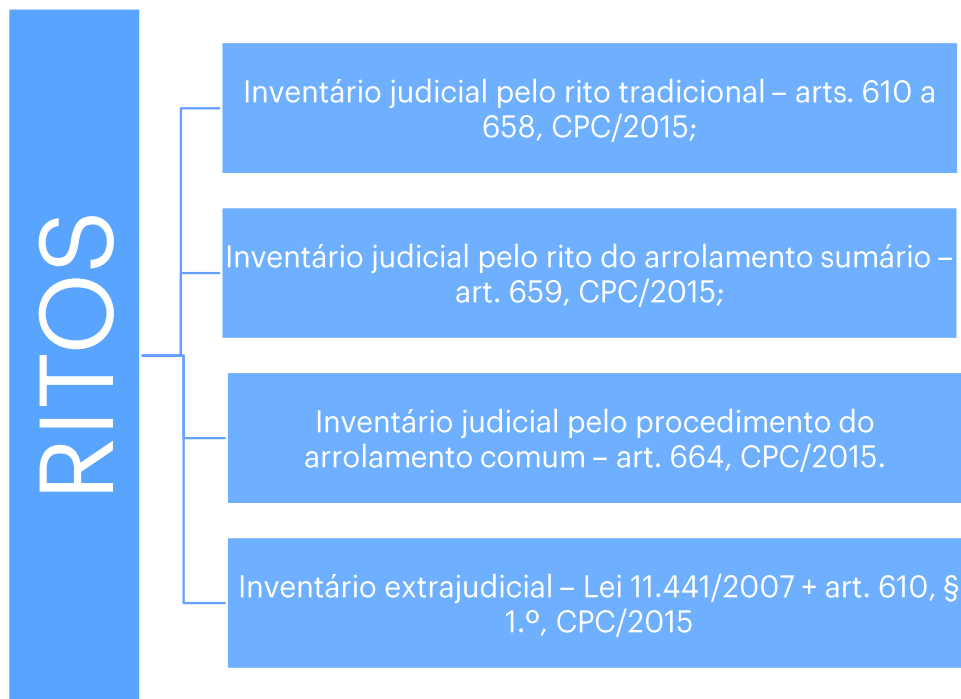 RITOS
Inventário judicial pelo rito tradicional – arts. 610 a
658, CPC/2015;
Inventário judicial pelo rito do arrolamento sumário –
art. 659, CPC/2015;
Inventário judicial pelo procedimento do
arrolamento comum – art. 664, CPC/2015.
Inventário extrajudicial – Lei 11.441/2007 + art. 610, §
1.º, CPC/2015